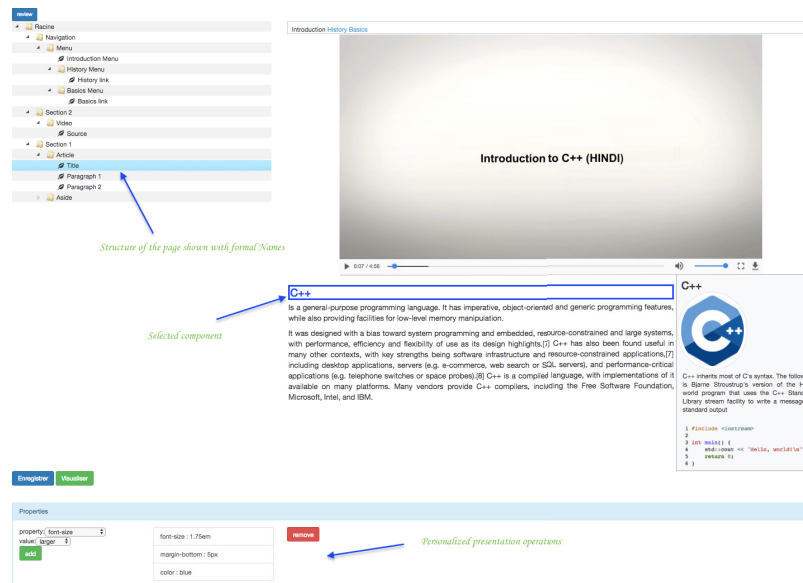 review
Racine
Navigation
Menu
Introduction Menu
History Menu
History link
Basics Menu
Basics link
Section 2
Video
Source
Section 1
Article
Title
Paragraph 1
Paragraph 2
Aside
Structure of the page shown with formal Names
Selected component
Introduction History Basics
Introduction to C++ (HINDI)
0:07 / 4:58
C++
Is a general-purpose programming language. It has imperative, object-oriented and generic programming features,
while also providing facilities for low-level memory manipulation.
It was designed with a bias toward system programming and embedded, resource-constrained and large systems,
with performance, efficiency and flexibility of use as its design highlights.[7] C++ has also been found useful in
many other contexts, with key strengths being software infrastructure and resource-constrained applications,[7]
including desktop applications, servers (e.g. e-commerce, web search or SQL servers), and performance-critical
applications (e.g. telephone switches or space probes).[8] C++ is a compiled language, with implementations of it
available on many platforms. Many vendors provide C++ compilers, including the Free Software Foundation,
Microsoft, Intel, and IBM.
C++
C++
C++ inherits most of C's syntax. The follow
is Bjarne Stroustrup's version of the H
world program that uses the C++ Stand
Library stream facility to write a message
standard output
1 #include <iostream>
2
3 int main() {
4 std::cout << "Hello, world!\n"
5 return 0;
6 }
Enregistrer Visualiser
Properties
property: font-size
value: larger
add
font-size : 1.75em
margin-bottom : 5px
color : blue
remove
Personalized presentation operations